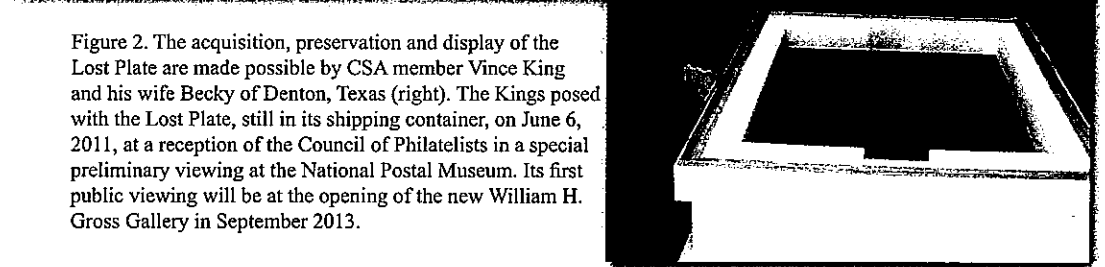 Figure 2. The acquisition, preservation and display of the
Lost Plate are made possible by CSA member Vince King
and his wife Becky of Denton, Texas (right). The Kings posed
with the Lost Plate, still in its shipping container, on June 6,
2011, at a reception of the Council of Philatelists in a special
preliminary viewing at the National Postal Museum. Its first
public viewing will be at the opening of the new William H.
Gross Gallery in September 2013.